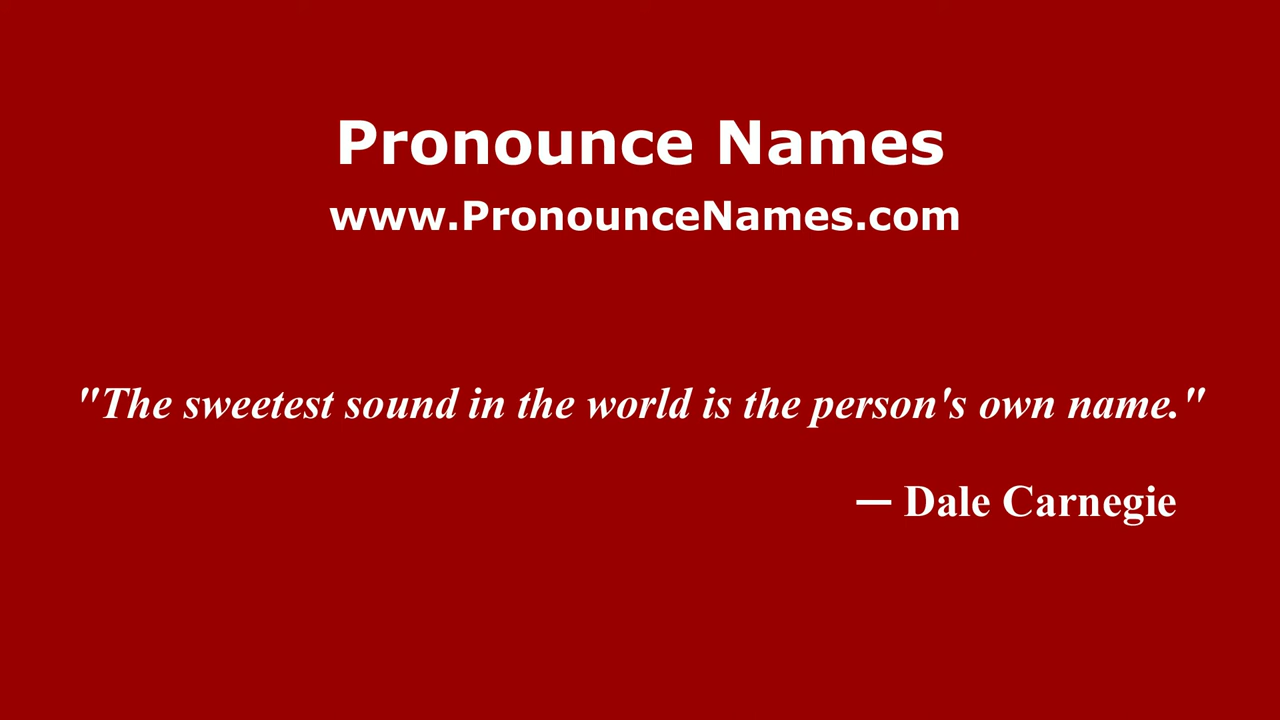 Pronounce Names
www.PronounceNames.com
"The sweetest sound in the world is the person's own name."
— Dale Carnegie